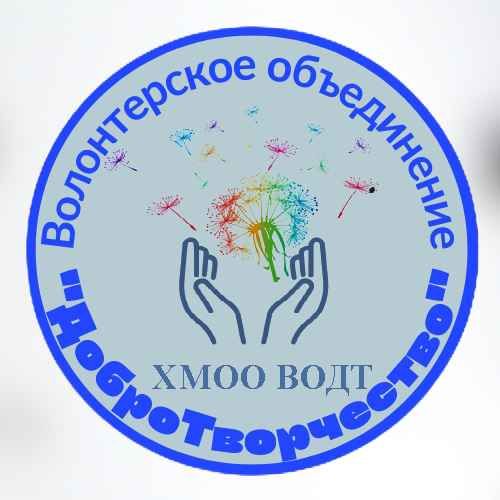 Волонтерское объединение
"ДоброТворчество"
ХМОО ВОДТ